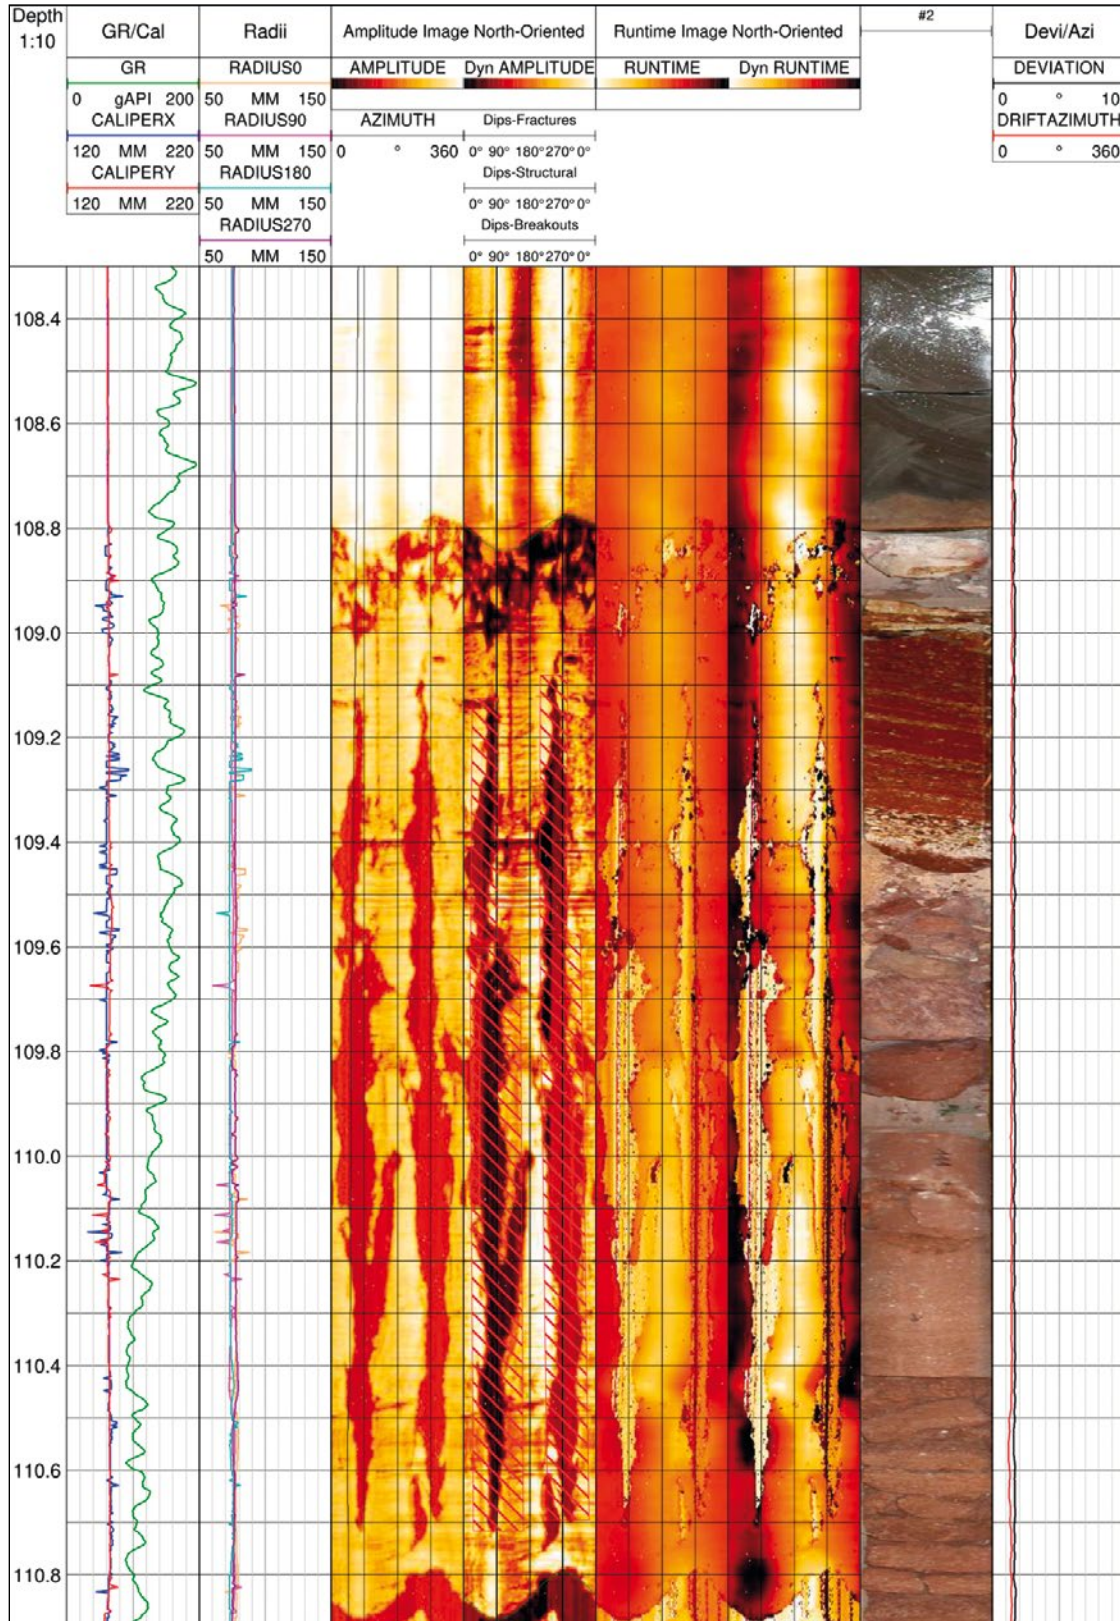 Depth
1:10
GR/Cal
Radii
Amplitude Image North-Oriented
Runtime Image North-Oriented
#2
Devi/Azi
GR
0 gAPI 200
CALIPERX
120 MM 220
CALIPERY
120 MM 220
RADIUS0
50 MM 150
RADIUS90
50 MM 150
RADIUS180
50 MM 150
RADIUS270
50 MM 150
AMPLITUDE
Dyn AMPLITUDE
AZIMUTH
0 ° 360
Dips-Fractures
0° 90° 180° 270° 0°
Dips-Structural
0° 90° 180° 270° 0°
Dips-Breakouts
0° 90° 180° 270° 0°
RUNTIME
Dyn RUNTIME
DEVIATION
0 ° 10
DRIFTAZIMUTH
0 ° 360
108.4
108.6
108.8
109.0
109.2
109.4
109.6
109.8
110.0
110.2
110.4
110.6
110.8